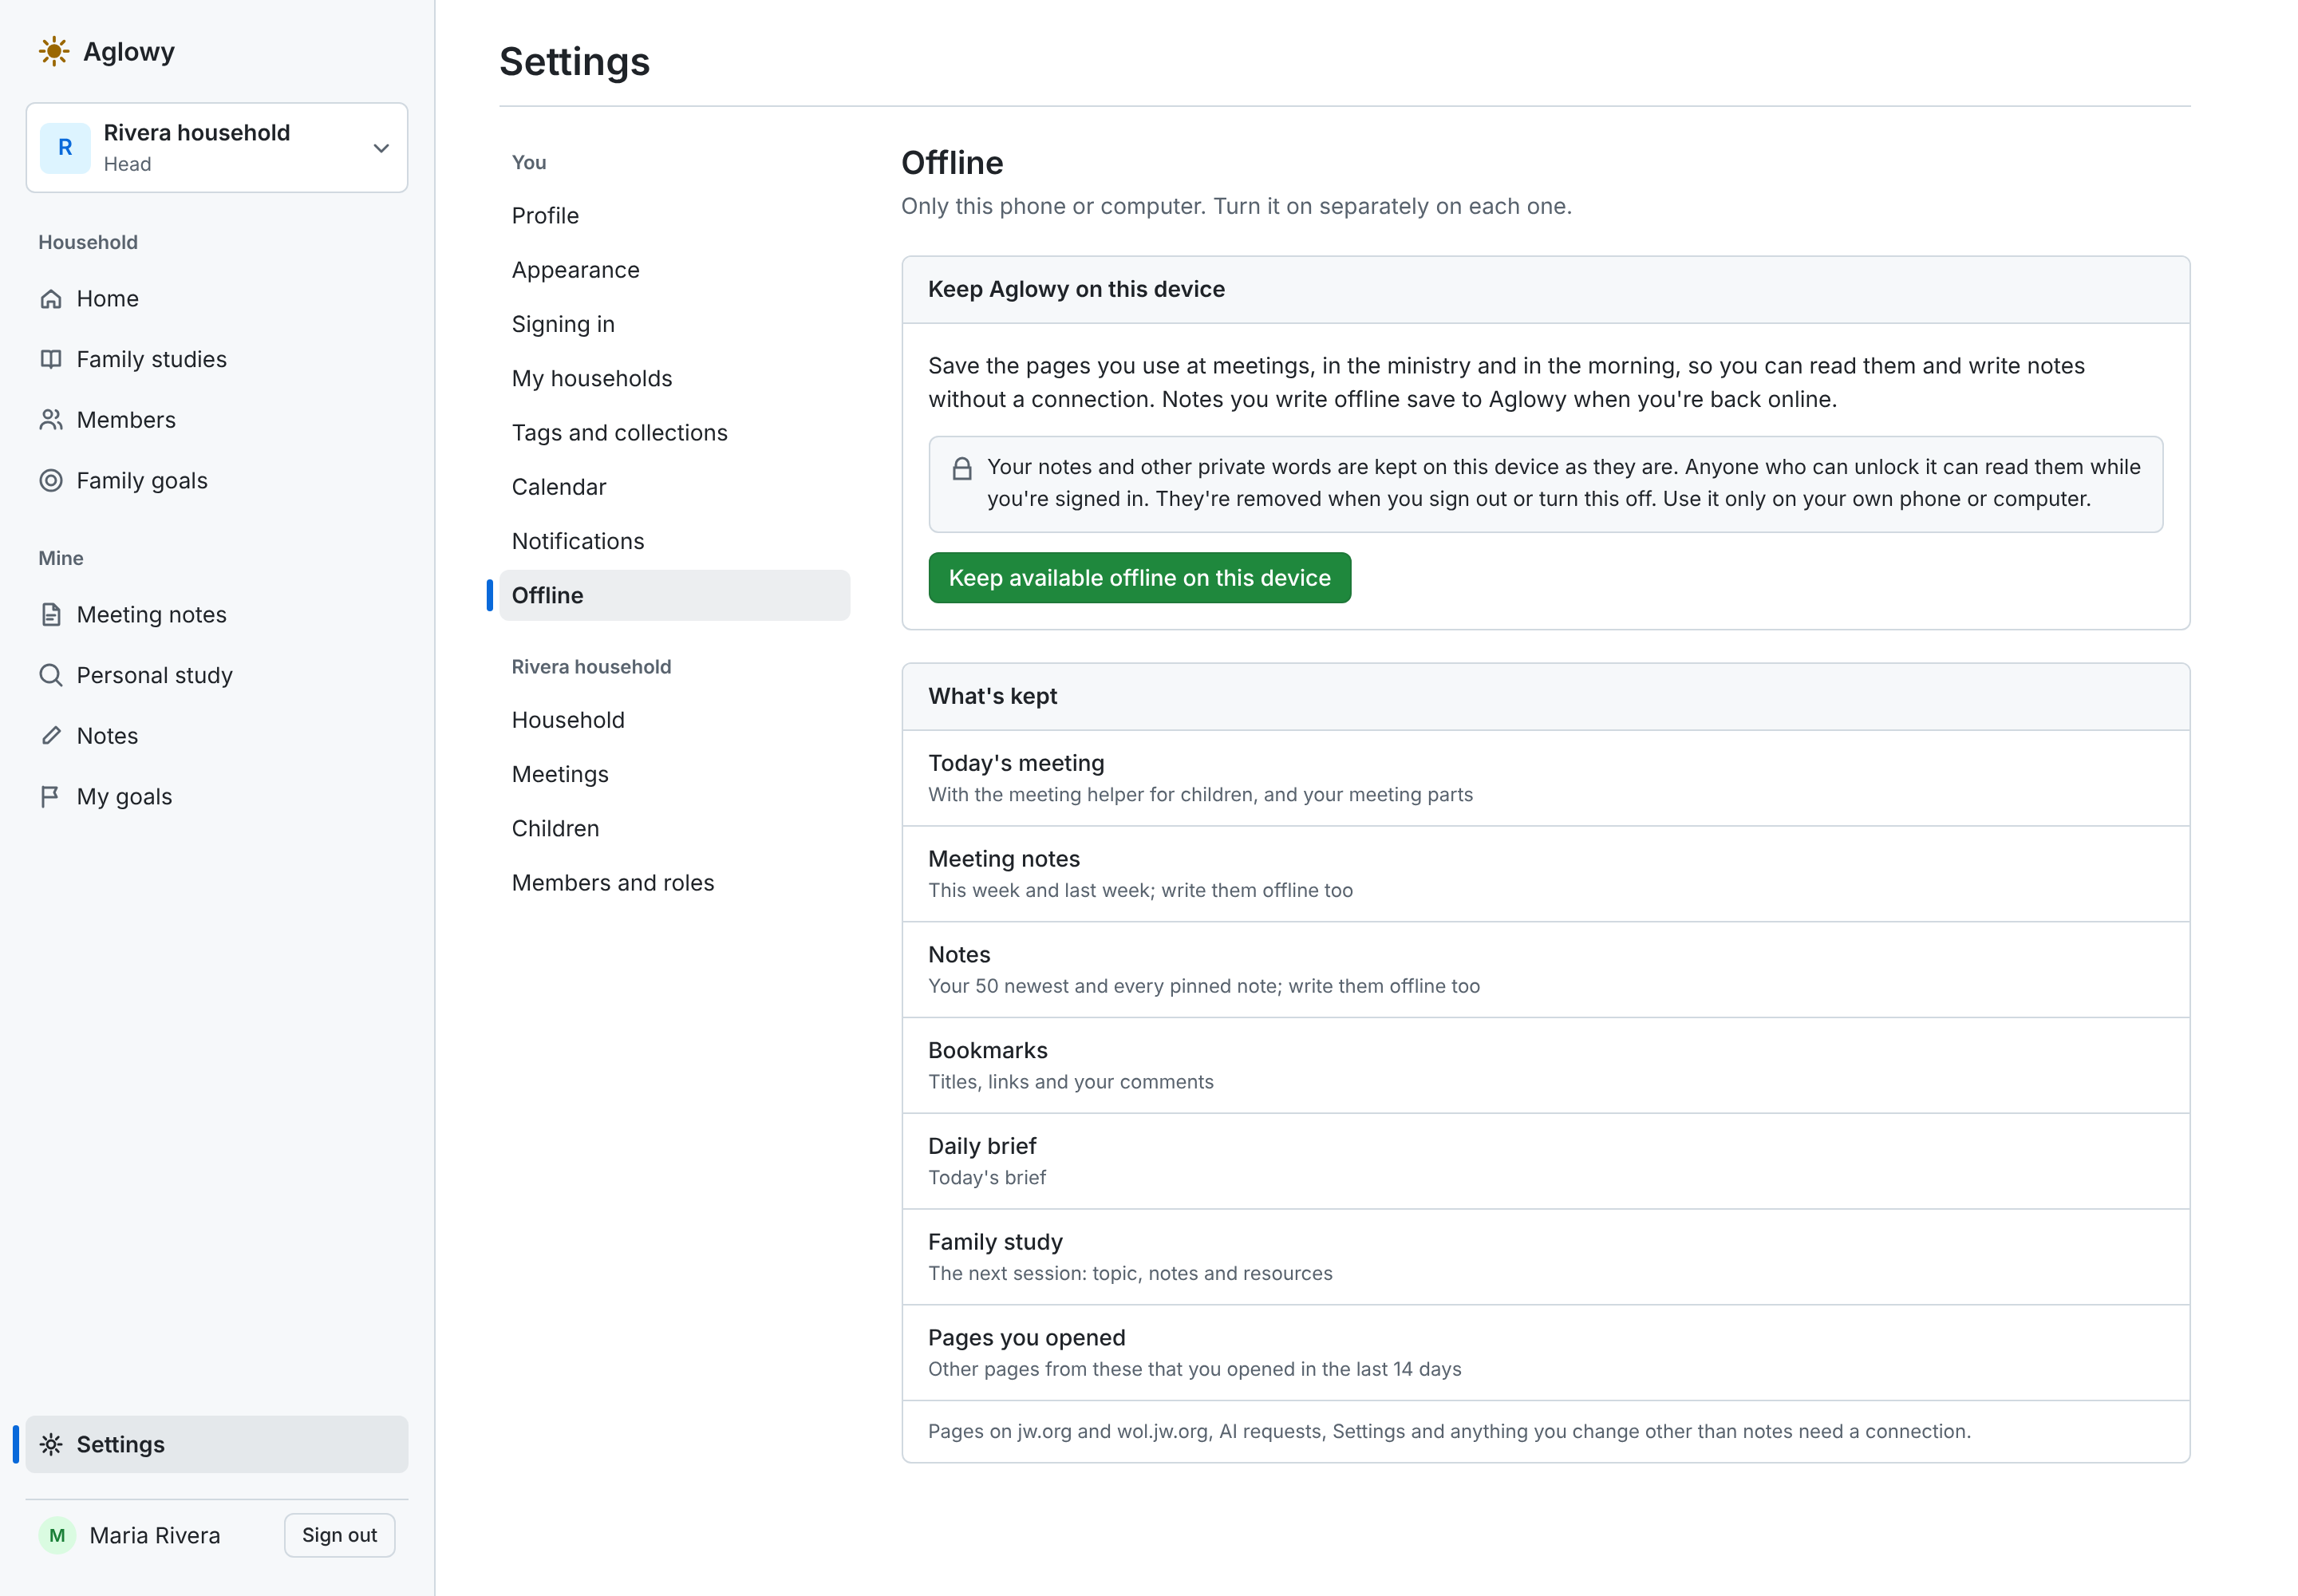 Aglowy
R
Rivera household
Head
Household
Home
Family studies
Members
Family goals
Mine
Meeting notes
Personal study
Notes
My goals
Settings
M
Maria Rivera
Sign out
Settings
You
Profile
Appearance
Signing in
My households
Tags and collections
Calendar
Notifications
Offline
Rivera household
Household
Meetings
Children
Members and roles
Offline
Only this phone or computer. Turn it on separately on each one.
Keep Aglowy on this device
Save the pages you use at meetings, in the ministry and in the morning, so you can read them and write notes
without a connection. Notes you write offline save to Aglowy when you're back online.
Your notes and other private words are kept on this device as they are. Anyone who can unlock it can read them while
you're signed in. They're removed when you sign out or turn this off. Use it only on your own phone or computer.
Keep available offline on this device
What's kept
Today's meeting
With the meeting helper for children, and your meeting parts
Meeting notes
This week and last week; write them offline too
Notes
Your 50 newest and every pinned note; write them offline too
Bookmarks
Titles, links and your comments
Daily brief
Today's brief
Family study
The next session: topic, notes and resources
Pages you opened
Other pages from these that you opened in the last 14 days
Pages on jw.org and wol.jw.org, AI requests, Settings and anything you change other than notes need a connection.